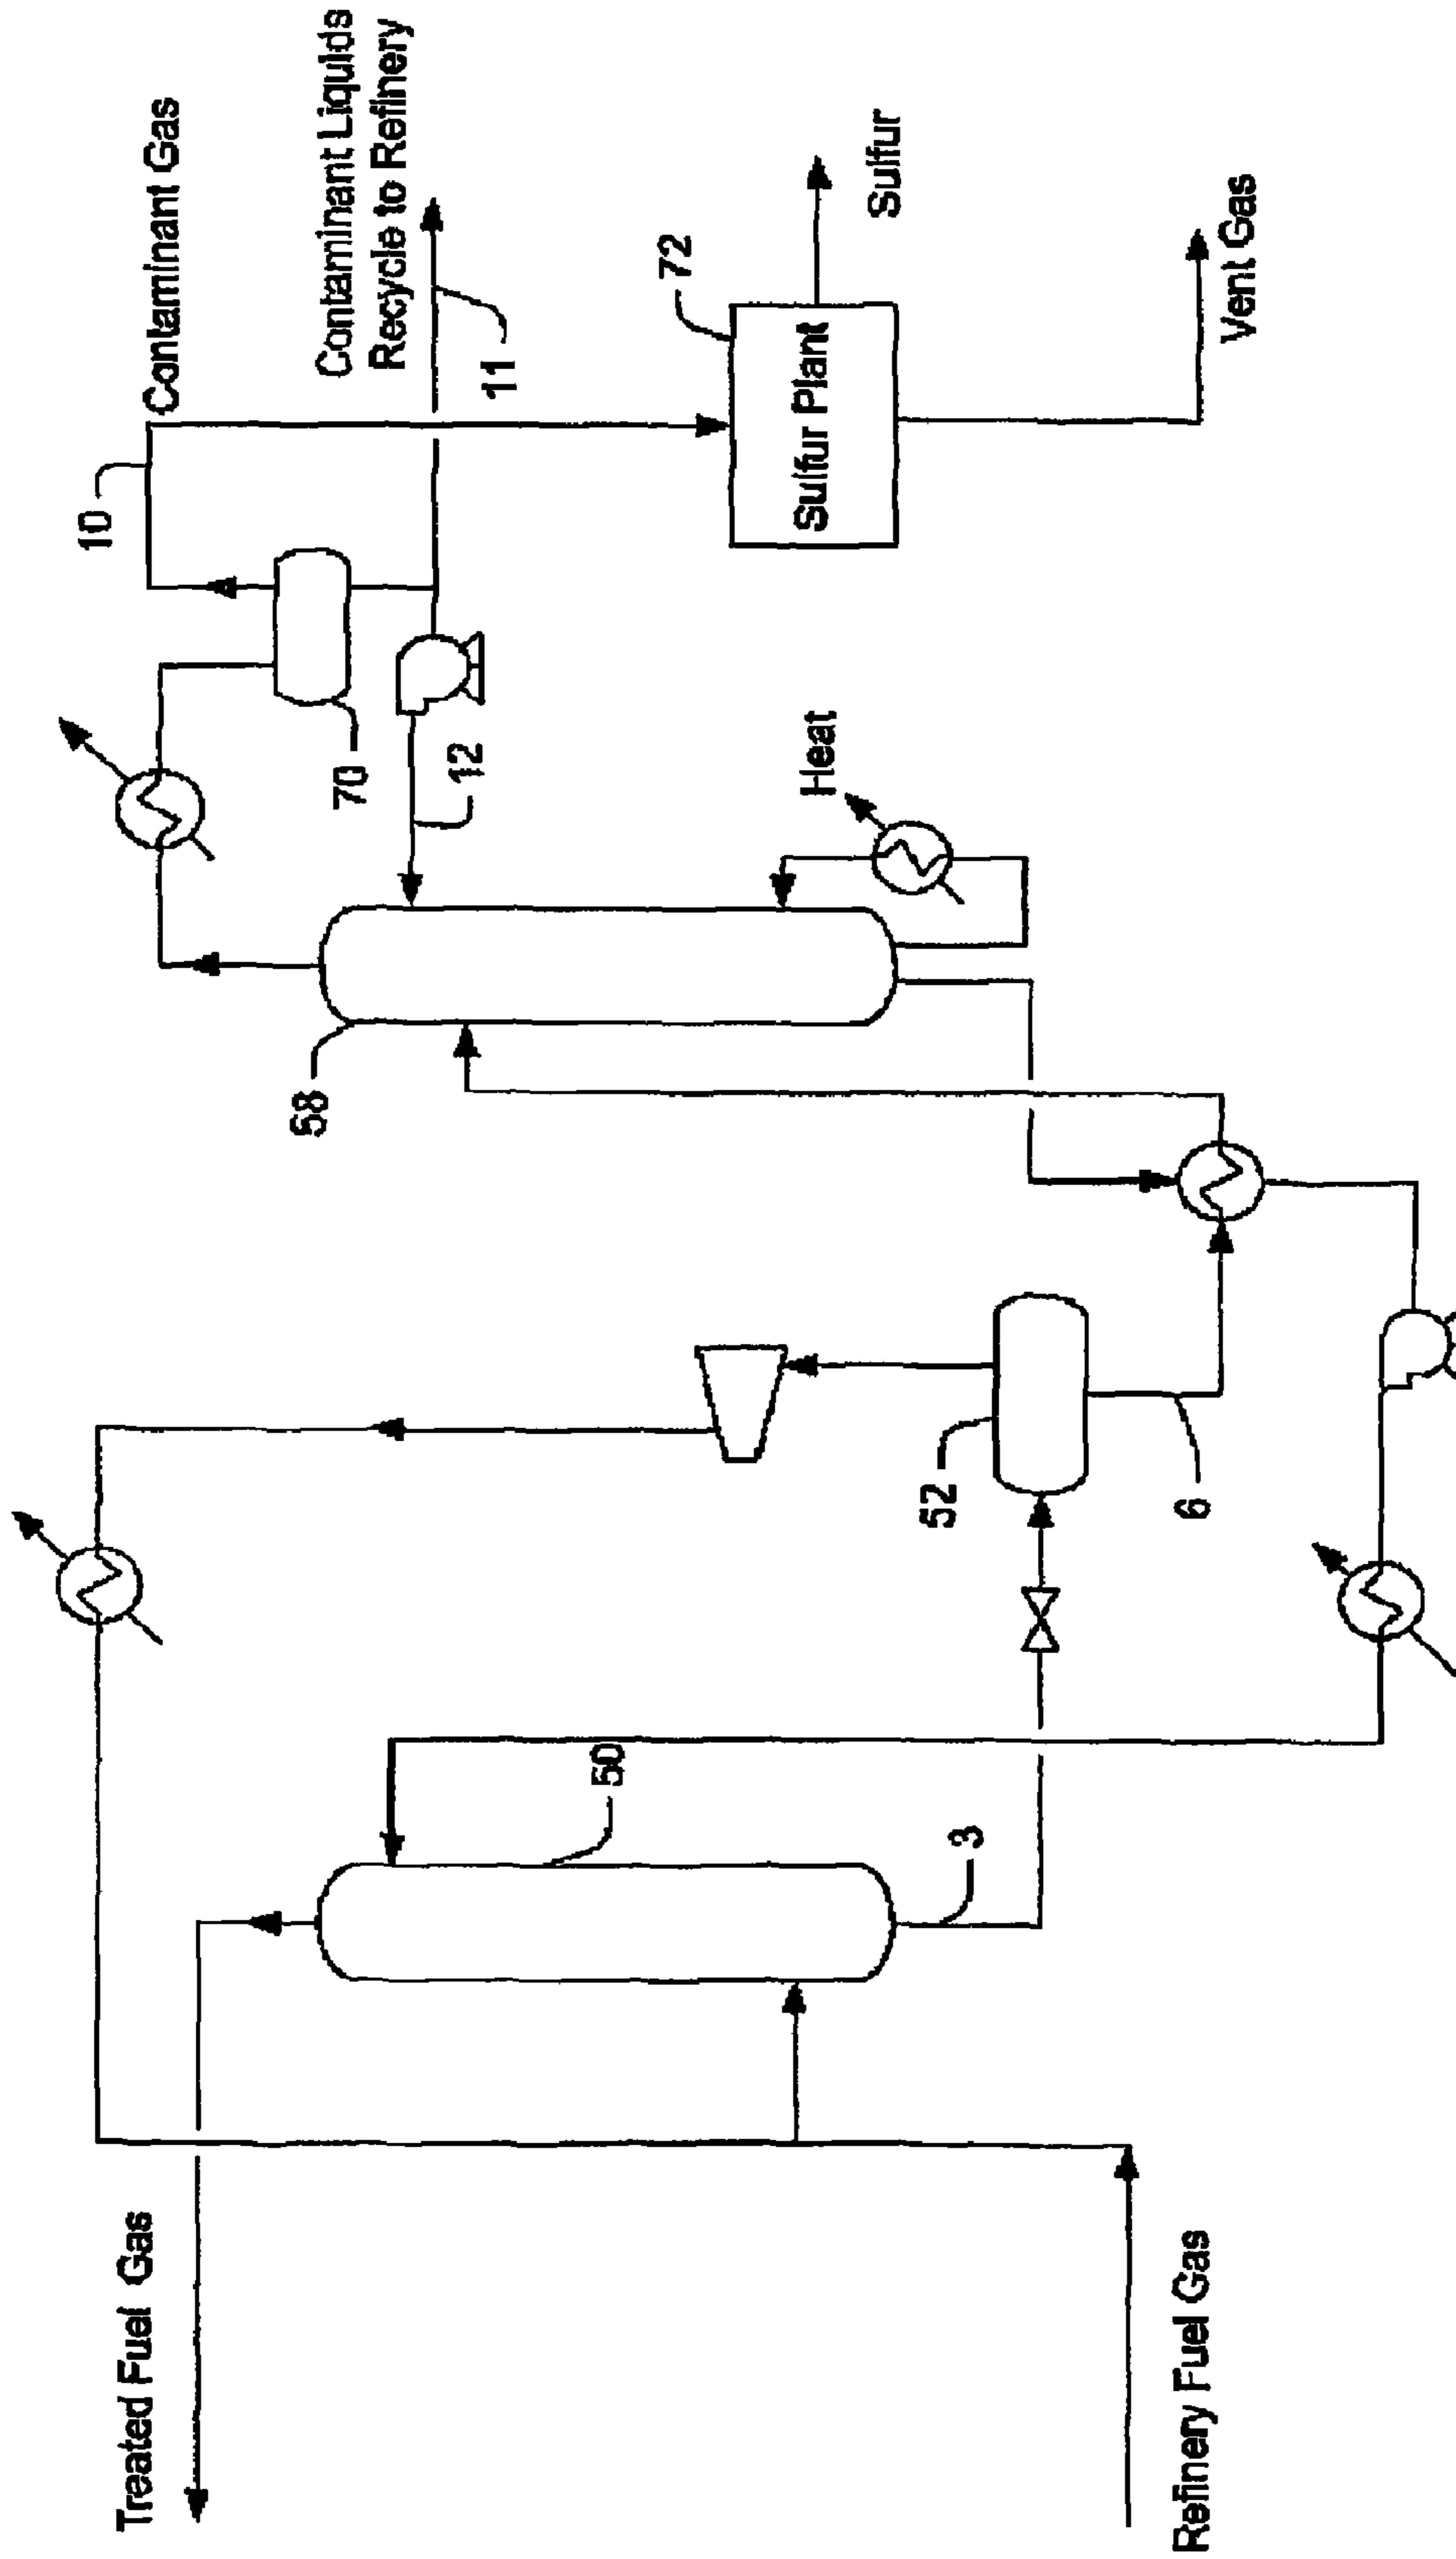 Treated Fuel Gas
Refinery Fuel Gas
50
3
52
6
58
Heat
70
12
10
Contaminant Gas
Contaminant Liquids
Recycle to Refinery
11
72
Sulfur Plant
Sulfur
Vent Gas